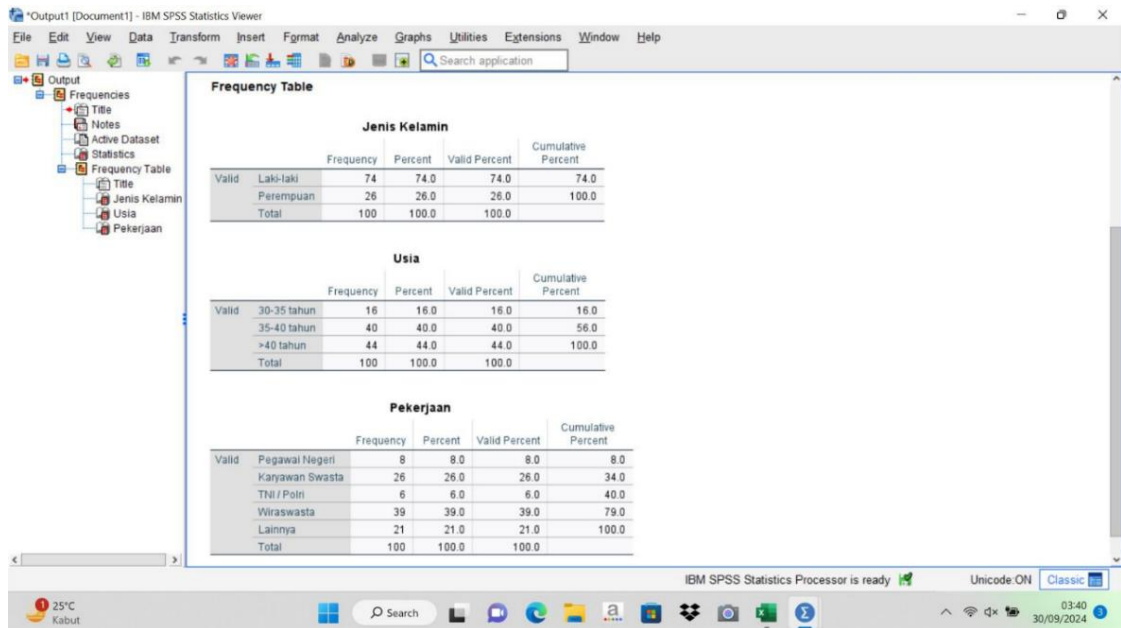 *Output1 [Document1] - IBM SPSS Statistics Viewer
File Edit View Data Transform Insert Format Analyze Graphs Utilities Extensions Window Help
Search application
Output
Frequencies
Title
Notes
Active Dataset
Statistics
Frequency Table
Title
Jenis Kelamin
Usia
Pekerjaan
Frequency Table
Jenis Kelamin
Frequency Percent Valid Percent Cumulative Percent
Valid Laki-laki 74 74.0 74.0 74.0
Perempuan 26 26.0 26.0 100.0
Total 100 100.0 100.0
Usia
Frequency Percent Valid Percent Cumulative Percent
Valid 30-35 tahun 16 16.0 16.0 16.0
35-40 tahun 40 40.0 40.0 56.0
>40 tahun 44 44.0 44.0 100.0
Total 100 100.0 100.0
Pekerjaan
Frequency Percent Valid Percent Cumulative Percent
Valid Pegawai Negeri 8 8.0 8.0 8.0
Karyawan Swasta 26 26.0 26.0 34.0
TNI / Polri 6 6.0 6.0 40.0
Wiraswasta 39 39.0 39.0 79.0
Lainnya 21 21.0 21.0 100.0
Total 100 100.0 100.0
IBM SPSS Statistics Processor is ready Unicode:ON Classic
1 25°C
Kabut
Search
a
Σ
03:40
30/09/2024
3